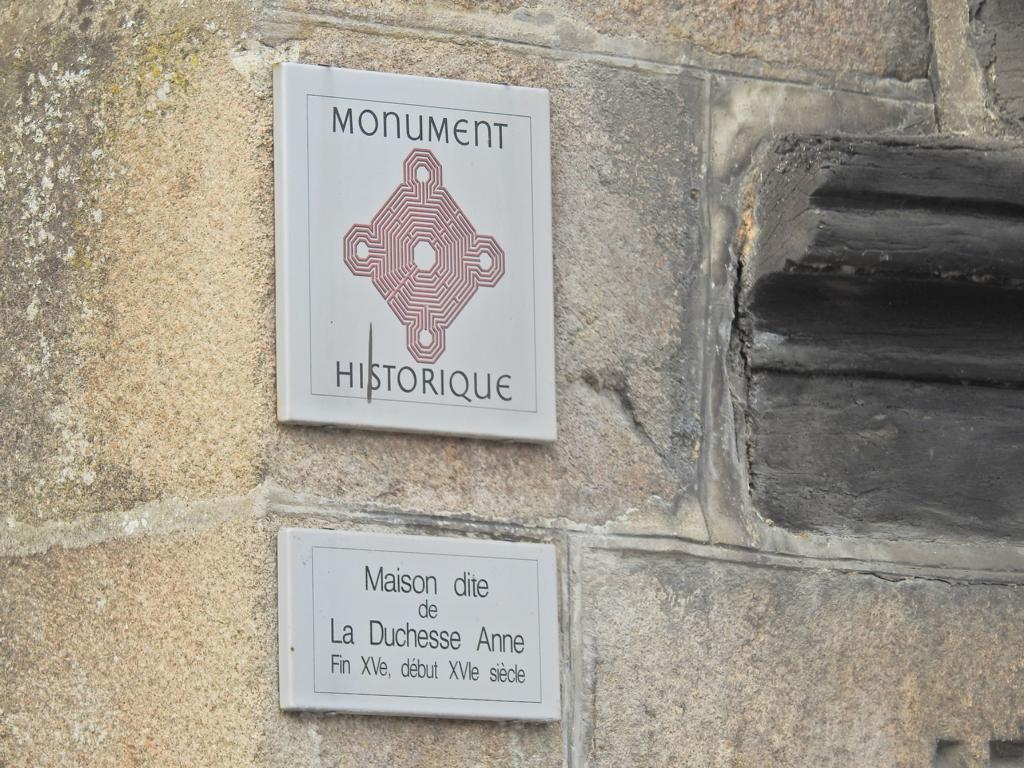 MONUMENT
HISTORIQUE
Maison dite
de
La Duchesse Anne
Fin XVe, début XVIe siècle